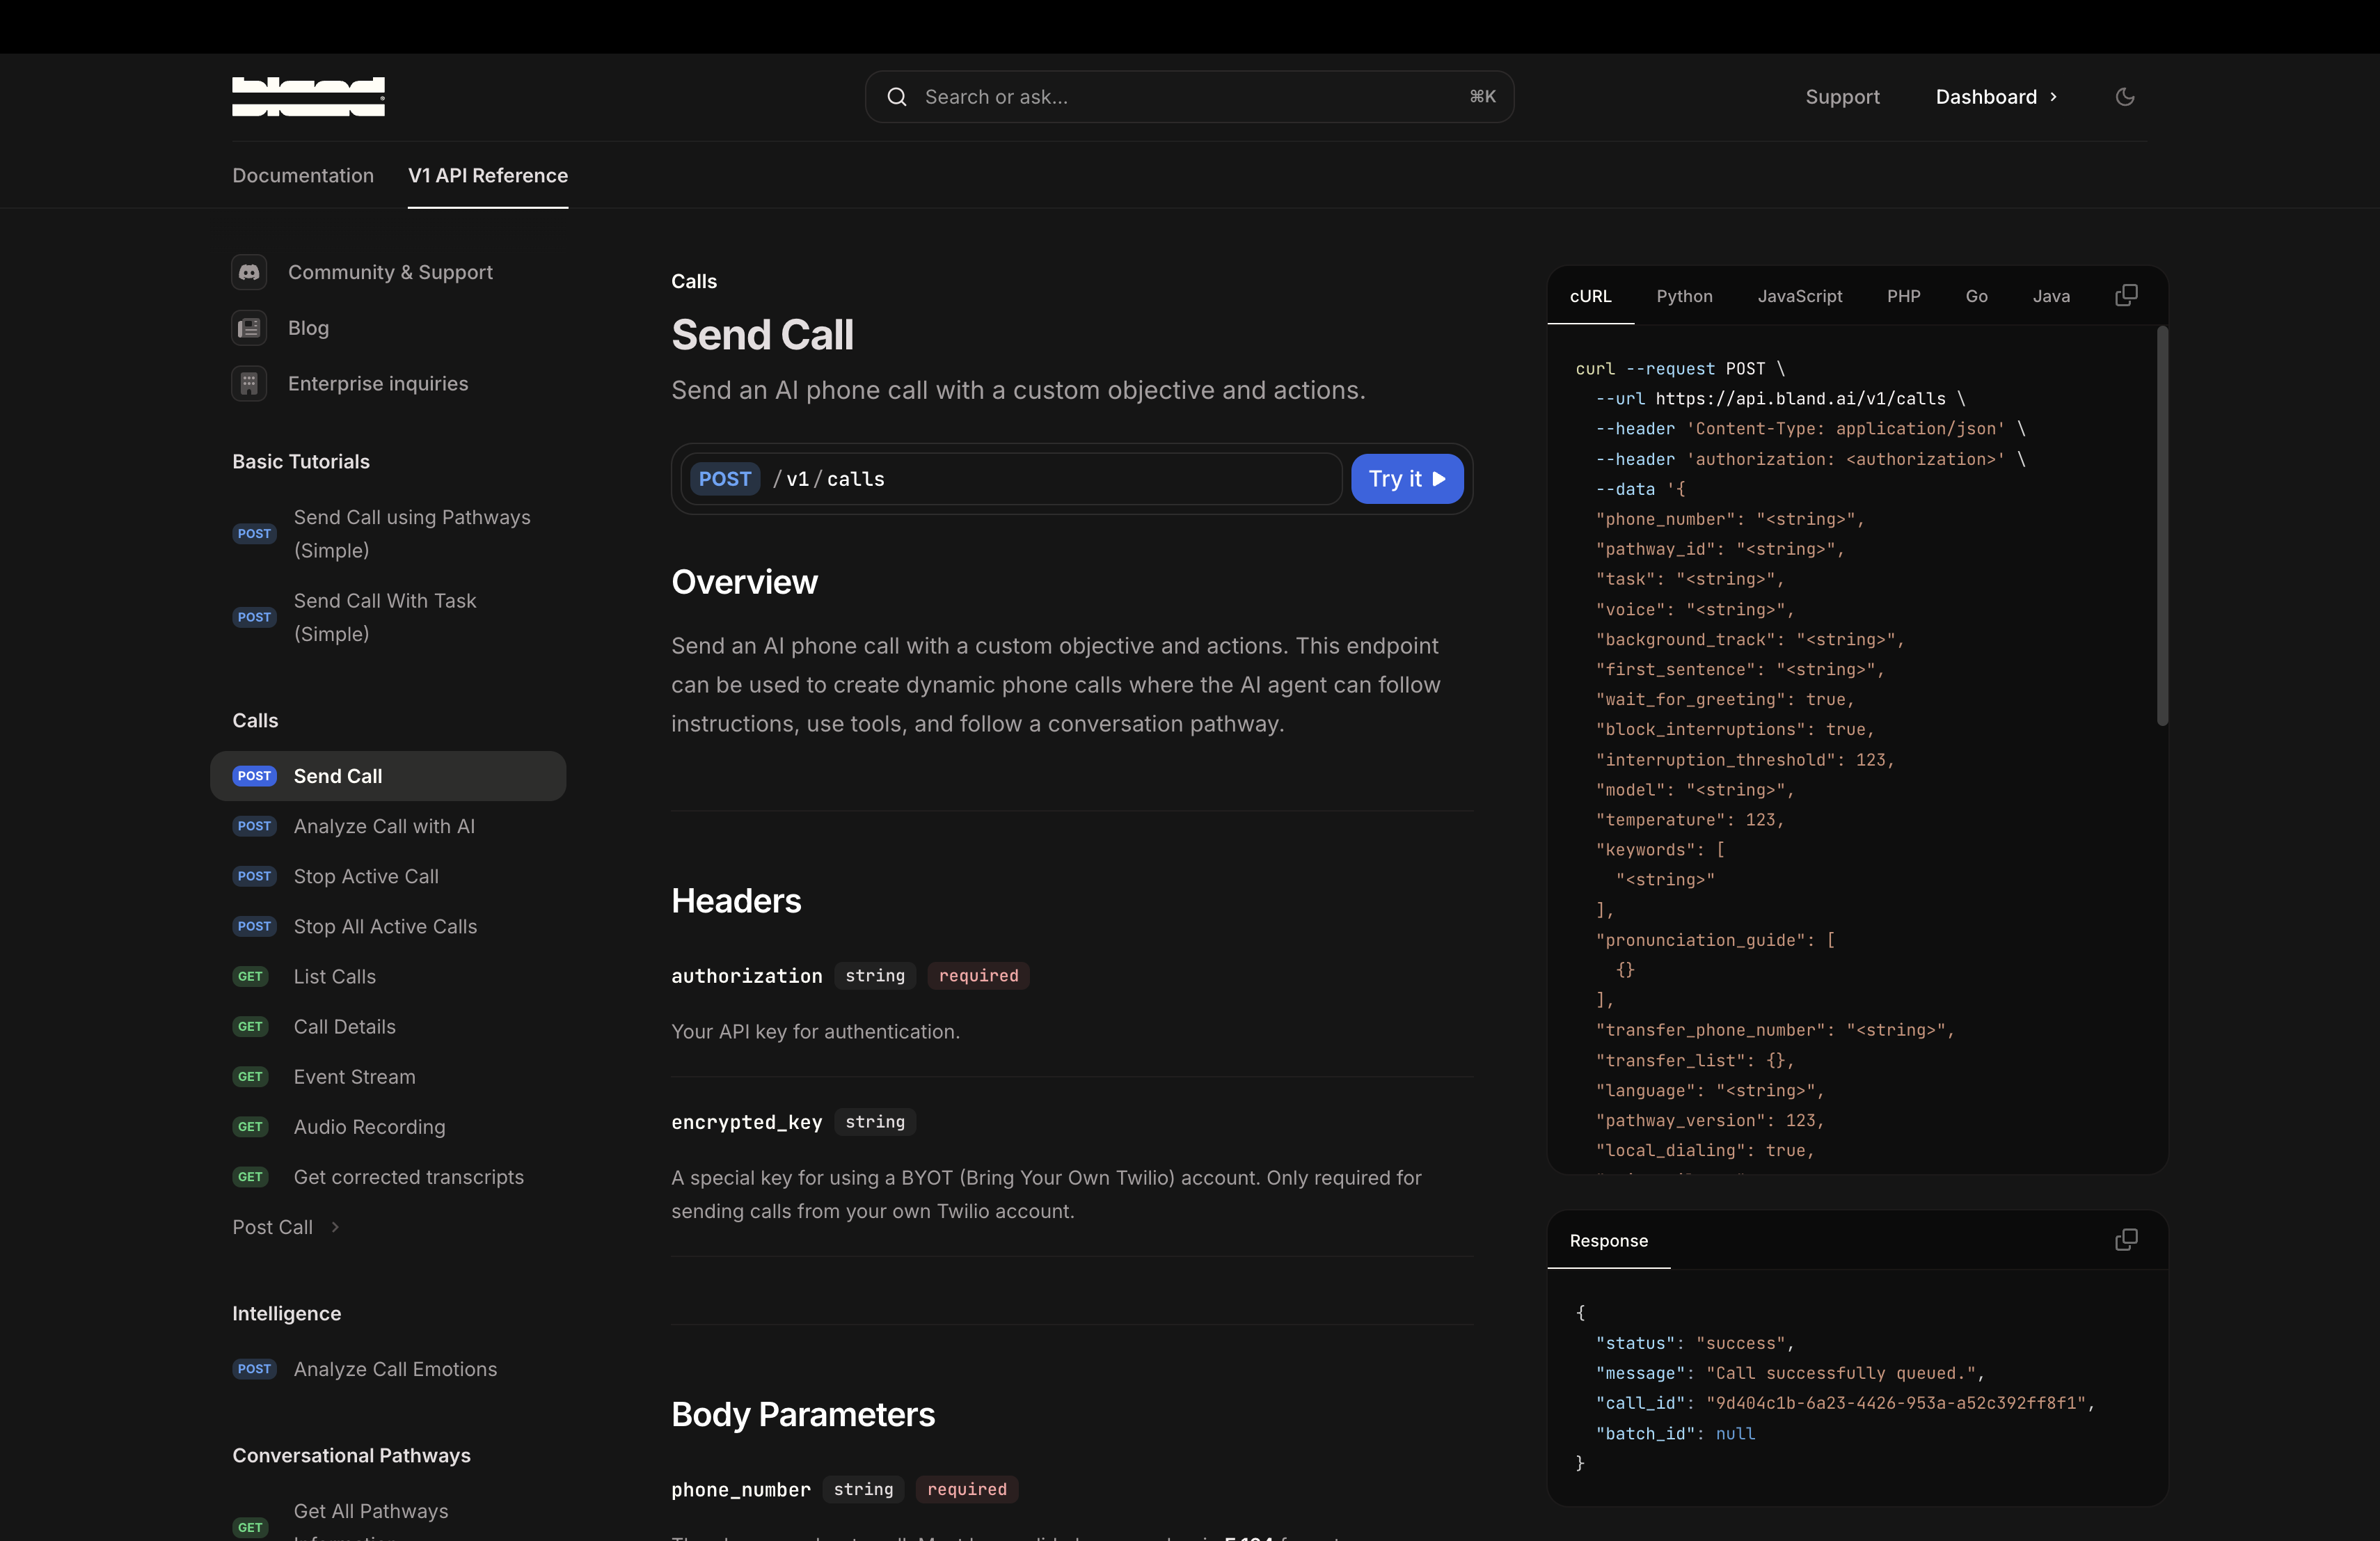 bland
Search or ask...
⌘K
Support
Dashboard
Documentation
V1 API Reference
Community & Support
Blog
Enterprise inquiries
Basic Tutorials
POST Send Call using Pathways
(Simple)
POST Send Call With Task
(Simple)
Calls
POST Send Call
POST Analyze Call with AI
POST Stop Active Call
POST Stop All Active Calls
GET List Calls
GET Call Details
GET Event Stream
GET Audio Recording
GET Get corrected transcripts
Post Call
Intelligence
POST Analyze Call Emotions
Conversational Pathways
GET Get All Pathways
Calls
Send Call
Send an AI phone call with a custom objective and actions.
POST /v1/calls
Try it
Overview
Send an AI phone call with a custom objective and actions. This endpoint
can be used to create dynamic phone calls where the AI agent can follow
instructions, use tools, and follow a conversation pathway.
Headers
authorization string required
Your API key for authentication.
encrypted_key string
A special key for using a BYOT (Bring Your Own Twilio) account. Only required for
sending calls from your own Twilio account.
Body Parameters
phone_number string required
cURL Python JavaScript PHP Go Java
curl --request POST \
--url https://api.bland.ai/v1/calls \
--header 'Content-Type: application/json' \
--header 'authorization: <authorization>' \
--data '{
"phone_number": "<string>",
"pathway_id": "<string>",
"task": "<string>",
"voice": "<string>",
"background_track": "<string>",
"first_sentence": "<string>",
"wait_for_greeting": true,
"block_interruptions": true,
"interruption_threshold": 123,
"model": "<string>",
"temperature": 123,
"keywords": [
"<string>"
],
"pronunciation_guide": [
{}
],
"transfer_phone_number": "<string>",
"transfer_list": {},
"language": "<string>",
"pathway_version": 123,
"local_dialing": true,
Response
{
"status": "success",
"message": "Call successfully queued.",
"call_id": "9d404c1b-6a23-4426-953a-a52c392ff8f1",
"batch_id": null
}